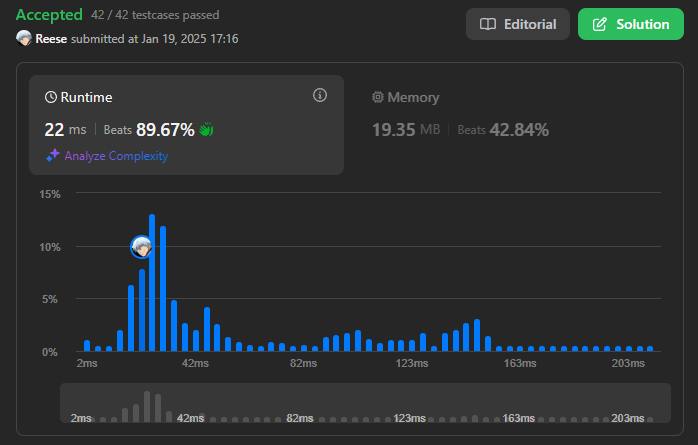 Accepted 42 / 42 testcases passed
Reese submitted at Jan 19, 2025 17:16
Editorial
Solution
Runtime
22 ms | Beats 89.67%
Analyze Complexity
Memory
19.35 MB | Beats 42.84%
15%
10%
5%
0%
2ms 42ms 82ms 123ms 163ms 203ms
2ms 42ms 82ms 123ms 163ms 203ms